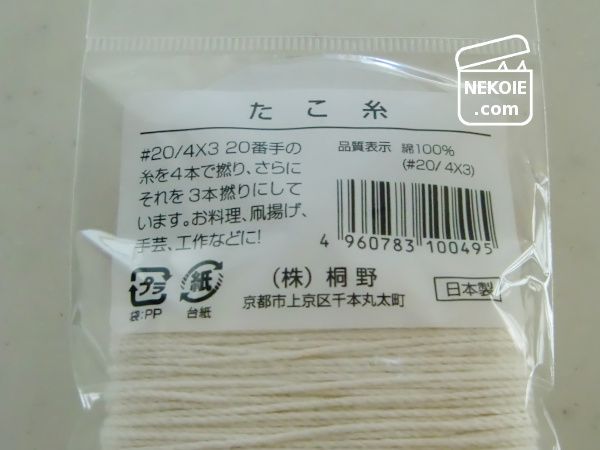 NEKOIE
.com
たこ糸
#20/4X3 20番手の
糸を4本で撚り、さらに
それを3本撚りにして
います。お料理、凧揚げ、
手芸、工作などに!
品質表示 綿100%
(#20/4X3)
4 960783 100495
プラ
紙
袋:PP
台紙
(株) 桐野
京都市上京区千本丸太町
日本製